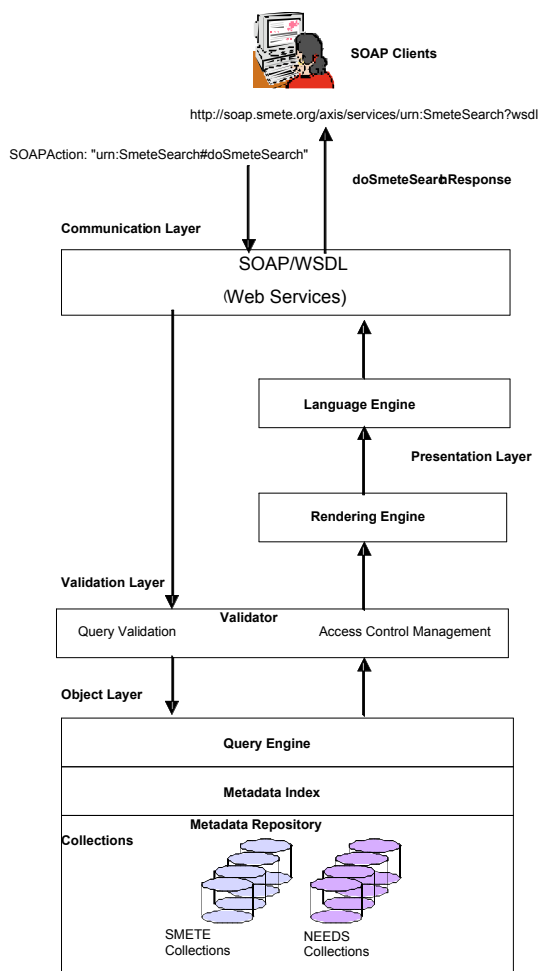 SOAP Clients
http://soap.smete.org/axis/services/urn:SmeteSearch?wsdl
SOAPAction: "urn:SmeteSearch#doSmeteSearch"
doSmeteSearchResponse
Communication Layer
SOAP/WSDL
(Web Services)
Language Engine
Presentation Layer
Rendering Engine
Validation Layer
Validator
Query Validation
Access Control Management
Object Layer
Query Engine
Metadata Index
Metadata Repository
Collections
SMETE
Collections
NEEDS
Collections